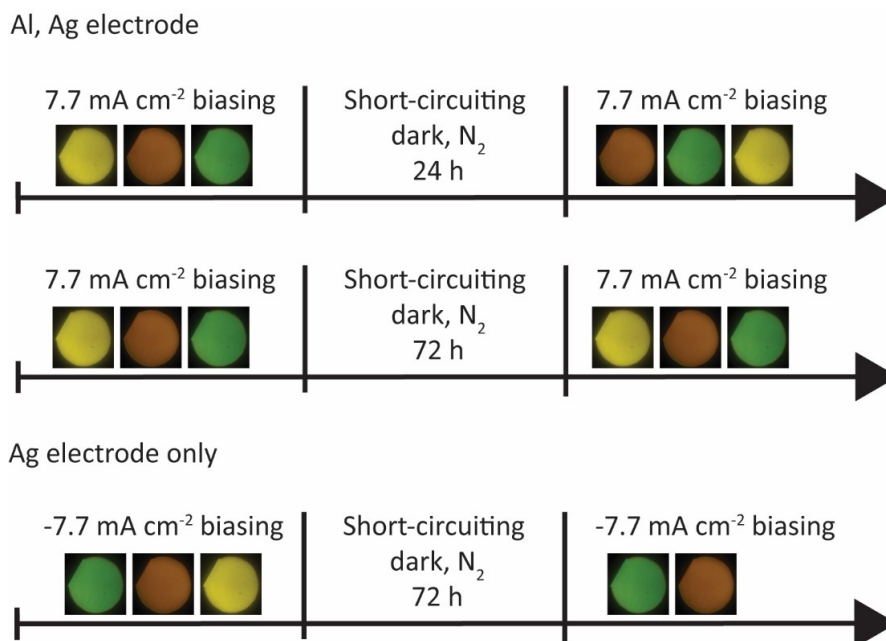 Al, Ag electrode
7.7 mA cm⁻² biasing
Short-circuiting
dark, N₂
24 h
7.7 mA cm⁻² biasing
7.7 mA cm⁻² biasing
Short-circuiting
dark, N₂
72 h
7.7 mA cm⁻² biasing
Ag electrode only
-7.7 mA cm⁻² biasing
Short-circuiting
dark, N₂
72 h
-7.7 mA cm⁻² biasing